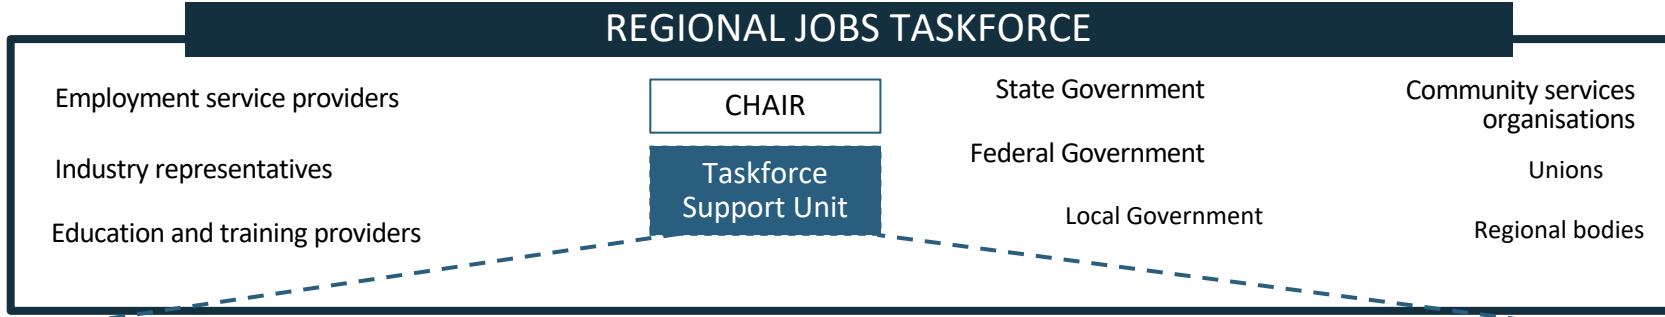 REGIONAL JOBS TASKFORCE
Employment service providers
Industry representatives
Education and training providers
CHAIR
Taskforce
Support Unit
State Government
Federal Government
Local Government
Community services
organisations
Unions
Regional bodies